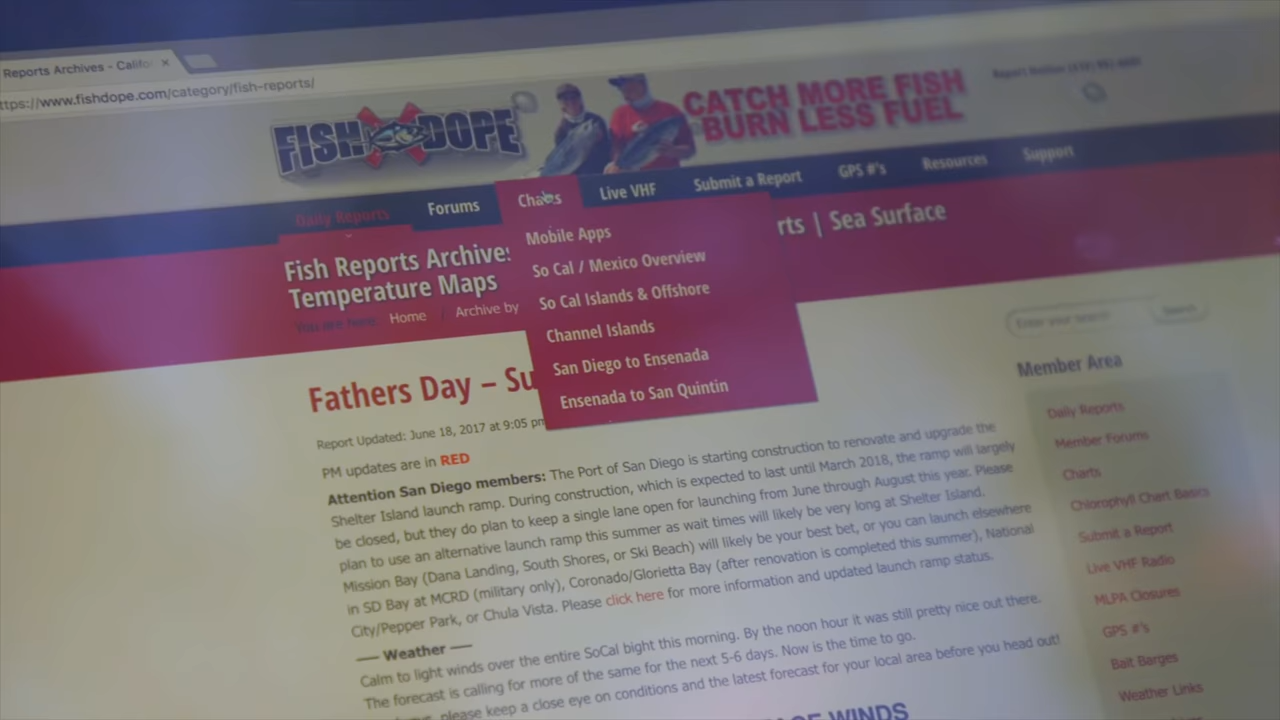 Reports Archives - Califo
ttps://www.fishdope.com/category/fish-reports/
FISH DOPE
CATCH MORE FISH
BURN LESS FUEL
Daily Reports
Forums
Charts
Live VHF
Submit a Report
GPS #'s
Resources
Support
Mobile Apps
So Cal / Mexico Overview
So Cal Islands & Offshore
Channel Islands
San Diego to Ensenada
Ensenada to San Quintin
Fish Reports Archives
rts | Sea Surface
Temperature Maps
You are here: Home / Archive by
Enter your search
Search
Fathers Day – Su
Report Updated: June 18, 2017 at 9:05 pm
PM updates are in RED
Attention San Diego members: The Port of San Diego is starting construction to renovate and upgrade the
Shelter Island launch ramp. During construction, which is expected to last until March 2018, the ramp will largely
be closed, but they do plan to keep a single lane open for launching from June through August this year. Please
plan to use an alternative launch ramp this summer as wait times will likely be very long at Shelter Island.
Mission Bay (Dana Landing, South Shores, or Ski Beach) will likely be your best bet, or you can launch elsewhere
in SD Bay at MCRD (military only), Coronado/Glorietta Bay (after renovation is completed this summer), National
City/Pepper Park, or Chula Vista. Please click here for more information and updated launch ramp status.
— Weather —
Calm to light winds over the entire SoCal bight this morning. By the noon hour it was still pretty nice out there.
The forecast is calling for more of the same for the next 5-6 days. Now is the time to go.
please keep a close eye on conditions and the latest forecast for your local area before you head out!
WINDS
Member Area
Daily Reports
Member Forums
Charts
Chlorophyll Chart Basics
Submit a Report
Live VHF Radio
MLPA Closures
GPS #'s
Bait Barges
Weather Links